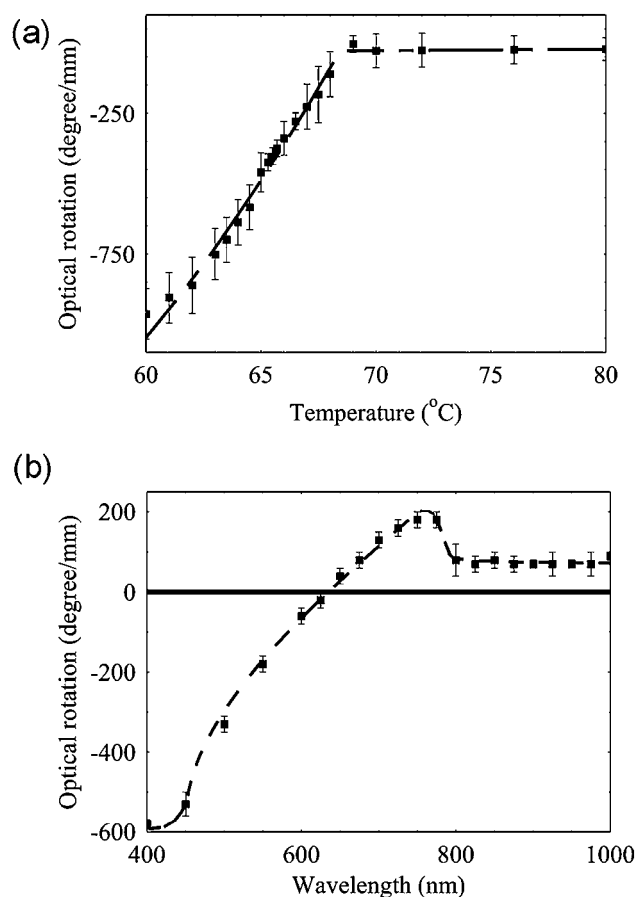 (a)
Optical rotation (degree/mm)
-250
-750
60 65 70 75 80
Temperature (°C)
(b)
Optical rotation (degree/mm)
200
0
-200
-400
-600
400 600 800 1000
Wavelength (nm)